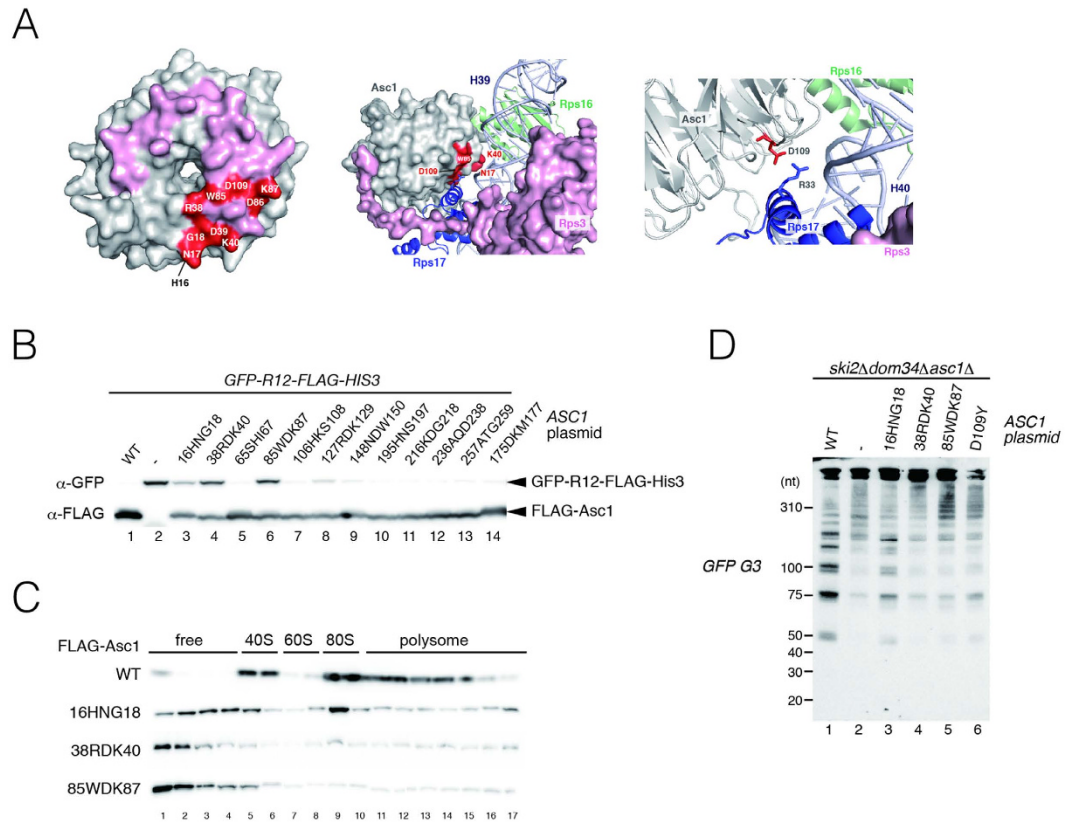 A
D109
K87
W85
D86
R38
D39
G18
K40
N17
H16
Asc1
H39
Rps16
W85
K40
D109
N17
Rps3
Rps17
Rps16
Asc1
D109
R33
H40
Rps17
Rps3
B
GFP-R12-FLAG-HIS3
WT
-
16HNG18
38RDK40
65SHI67
85WDK87
106HKS108
127RDK129
148NDW150
195HNS197
216KDG218
236AQD238
257ATG259
175DKM177
ASC1
plasmid
α-GFP
GFP-R12-FLAG-His3
α-FLAG
FLAG-Asc1
1 2 3 4 5 6 7 8 9 10 11 12 13 14
C
FLAG-Asc1
free 40S 60S 80S polysome
WT
16HNG18
38RDK40
85WDK87
1 2 3 4 5 6 7 8 9 10 11 12 13 14 15 16 17
D
ski2Δdom34Δasc1Δ
WT
-
16HNG18
38RDK40
85WDK87
D109Y
ASC1
plasmid
(nt)
310
GFP G3
100
75
50
40
30
20
1 2 3 4 5 6